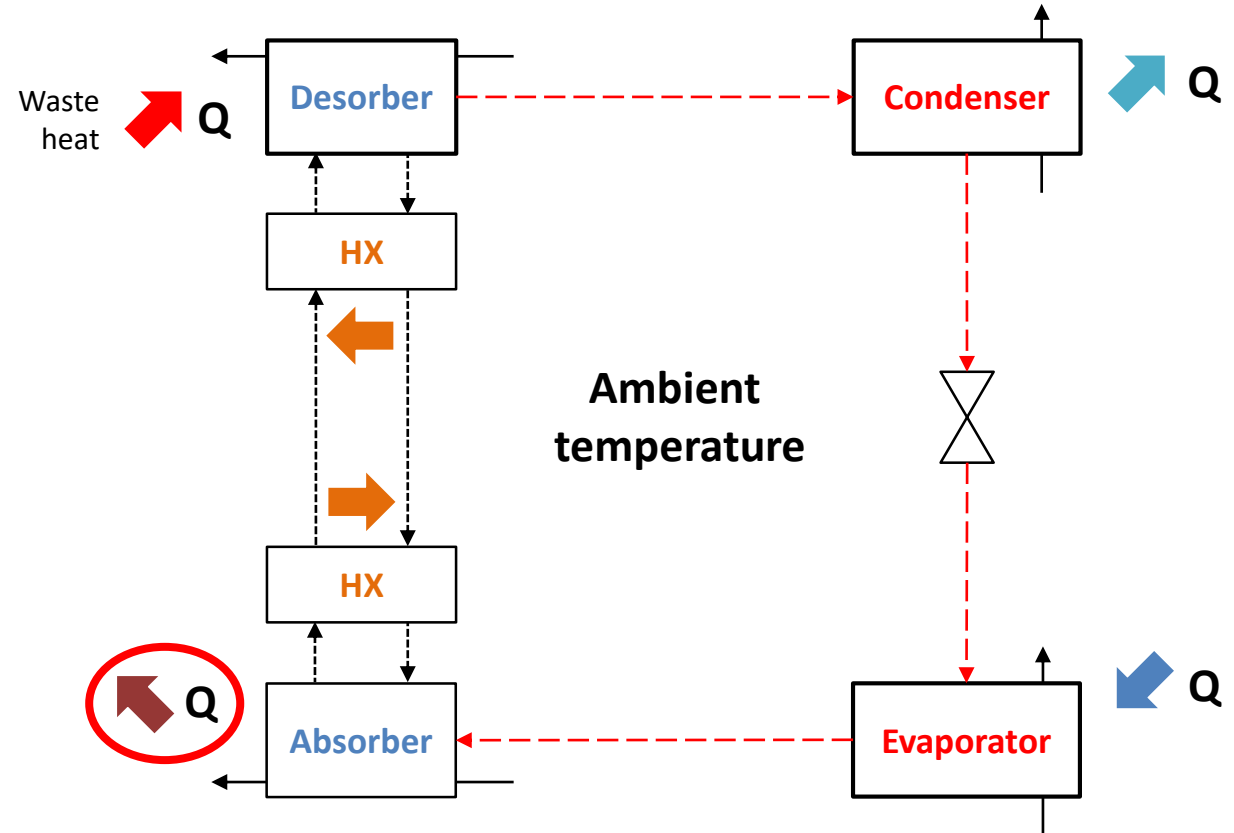 Desorber
Condenser
Waste
heat
Q
Q
HX
Ambient
temperature
HX
Q
Q
Absorber
Evaporator